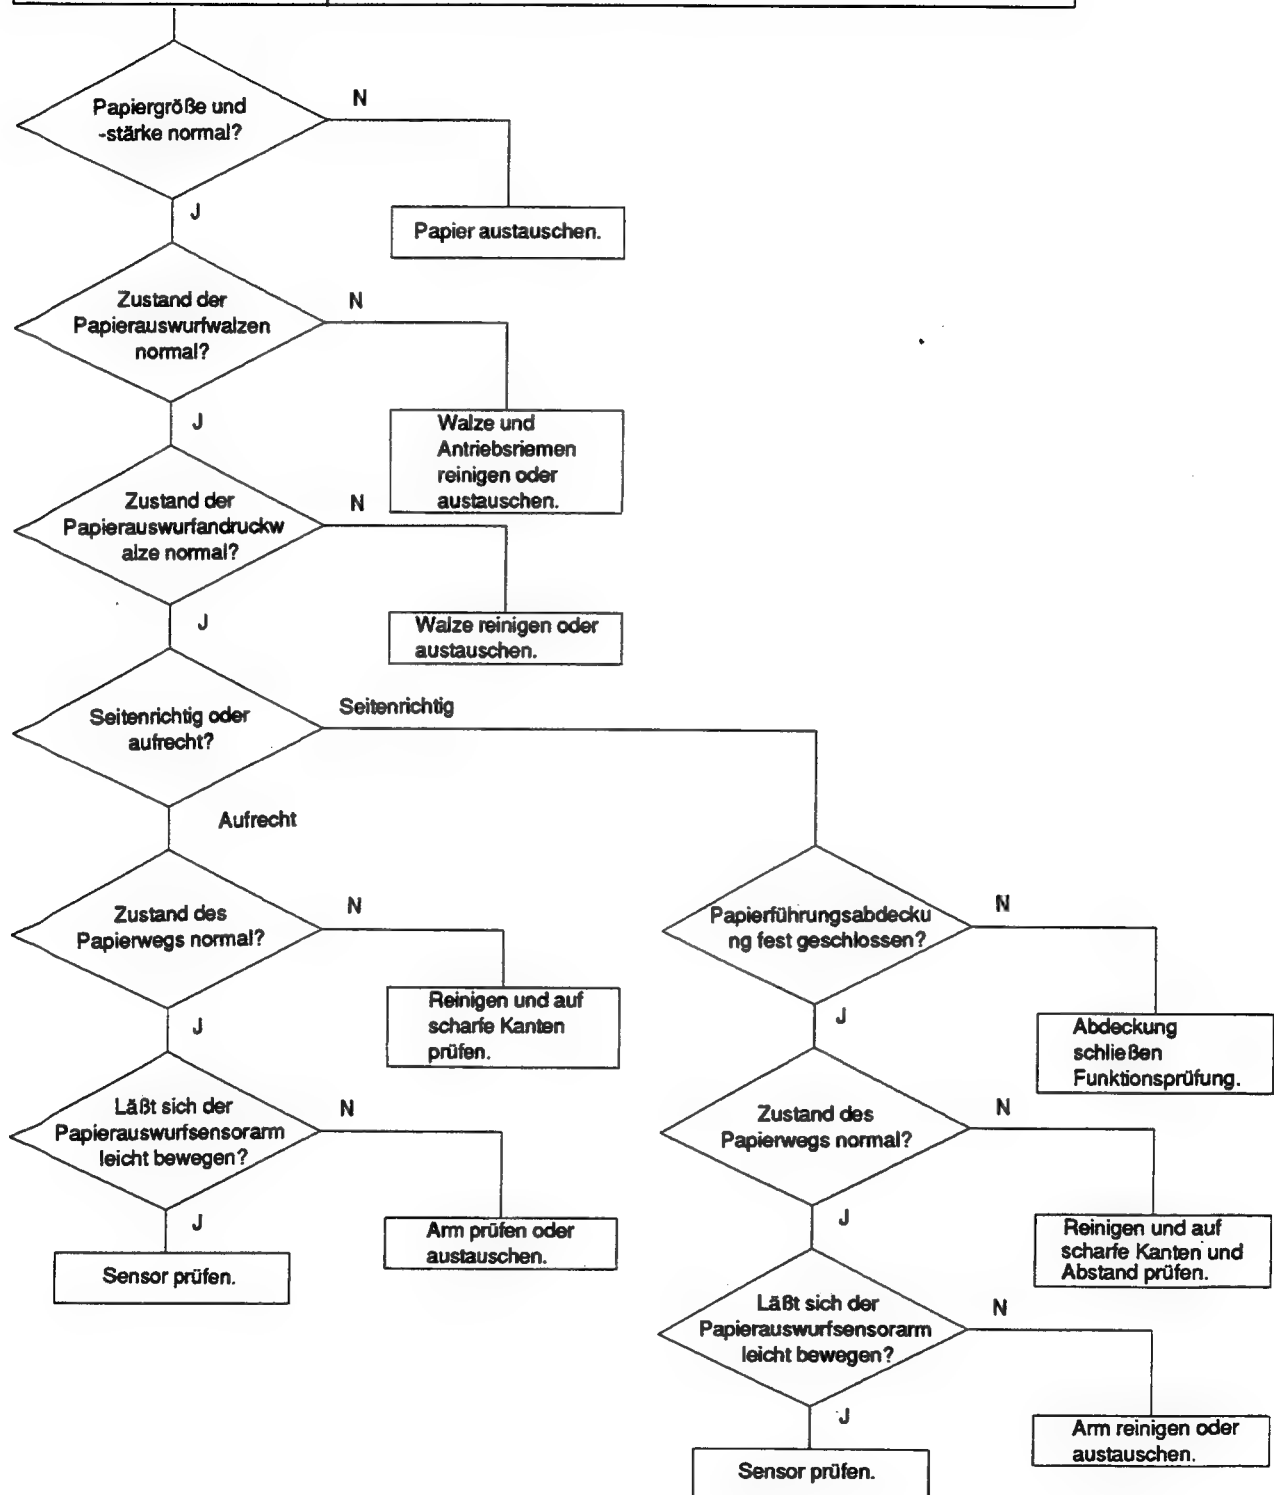 Papiergröße und
-stärke normal?
N
J
Papier austauschen.
Zustand der
Papierauswurfwalzen
normal?
N
J
Walze und
Antriebsriemen
reinigen oder
austauschen.
Zustand der
Papierauswurfandruckw
alze normal?
N
J
Walze reinigen oder
austauschen.
Seitenrichtig oder
aufrecht?
Seitenrichtig
Aufrecht
Zustand des
Papierwegs normal?
N
J
Reinigen und auf
scharfe Kanten
prüfen.
Läßt sich der
Papierauswurfsensorarm
leicht bewegen?
N
J
Arm prüfen oder
austauschen.
Sensor prüfen.
Papierführungsabdecku
ng fest geschlossen?
N
J
Abdeckung
schließen
Funktionsprüfung.
Zustand des
Papierwegs normal?
N
J
Reinigen und auf
scharfe Kanten und
Abstand prüfen.
Läßt sich der
Papierauswurfsensorarm
leicht bewegen?
N
J
Arm reinigen oder
austauschen.
Sensor prüfen.